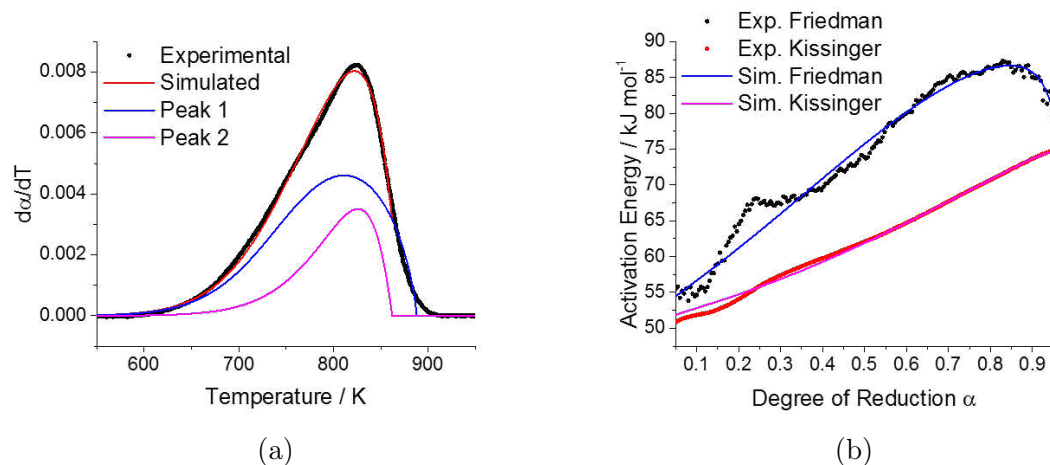 Experimental
Simulated
Peak 1
Peak 2
dα/dT
0.008
0.006
0.004
0.002
0.000
600 700 800 900
Temperature / K
(a)
Exp. Friedman
Exp. Kissinger
Sim. Friedman
Sim. Kissinger
Activation Energy / kJ mol⁻¹
90
85
80
75
70
65
60
55
50
0.1 0.2 0.3 0.4 0.5 0.6 0.7 0.8 0.9
Degree of Reduction α
(b)